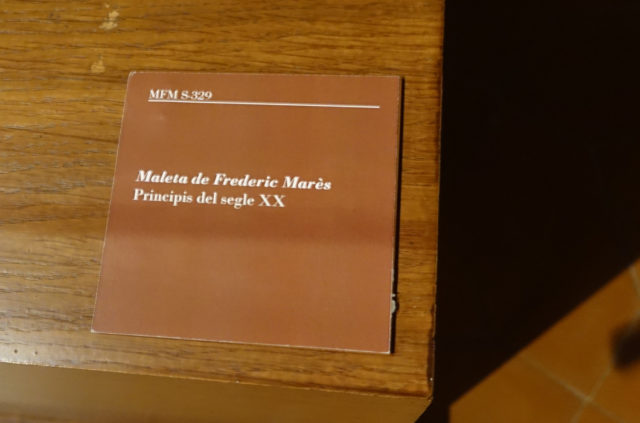 MFM S-329
Maleta de Frederic Marès
Principis del segle XX